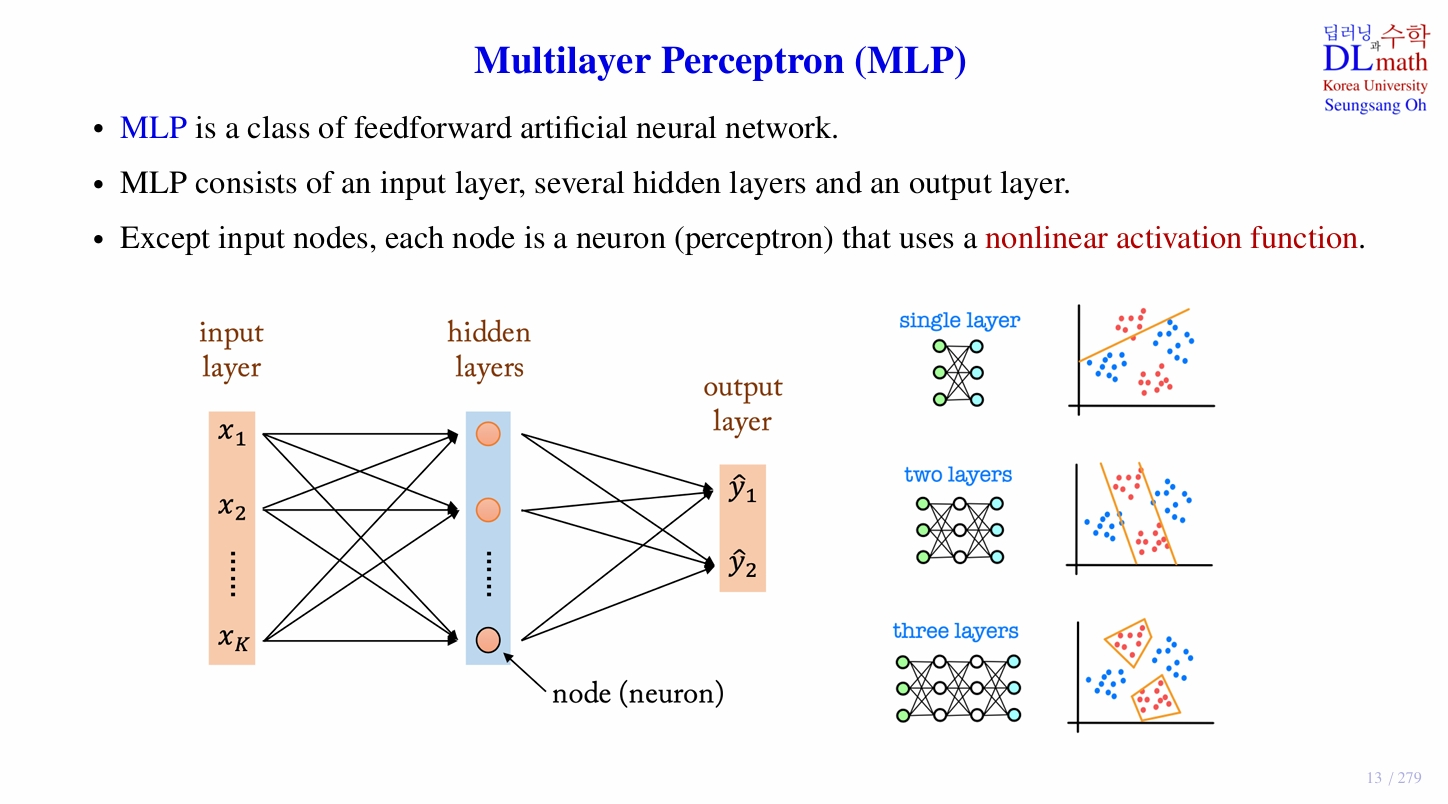 Multilayer Perceptron (MLP)
딥러닝과수학
DLmath
Korea University
Seungsang Oh
• MLP is a class of feedforward artificial neural network.
• MLP consists of an input layer, several hidden layers and an output layer.
• Except input nodes, each node is a neuron (perceptron) that uses a nonlinear activation function.
input
layer
hidden
layers
output
layer
x₁
x₂
......
x_K
......
ŷ₁
ŷ₂
node (neuron)
single layer
two layers
three layers
13 / 279